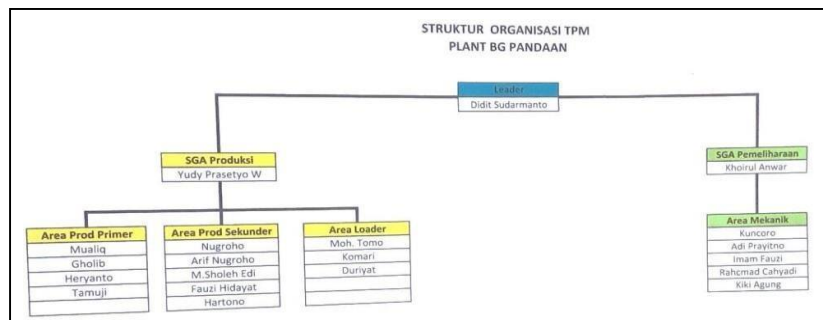 STRUKTUR ORGANISASI TPM
PLANT BG PANDAAN
Leader
Didit Sudarmanto
SGA Produksi
Yudy Prasetyo W
SGA Pemeliharaan
Khoirul Anwar
Area Prod Primer
Mualiq
Gholib
Heryanto
Tamuji
Area Prod Sekunder
Nugroho
Arif Nugroho
M.Sholeh Edi
Fauzi Hidayat
Hartono
Area Loader
Moh. Tomo
Komari
Duriyat
Area Mekanik
Kuncoro
Adi Prayitno
Imam Fauzi
Rahcmad Cahyadi
Kiki Agung